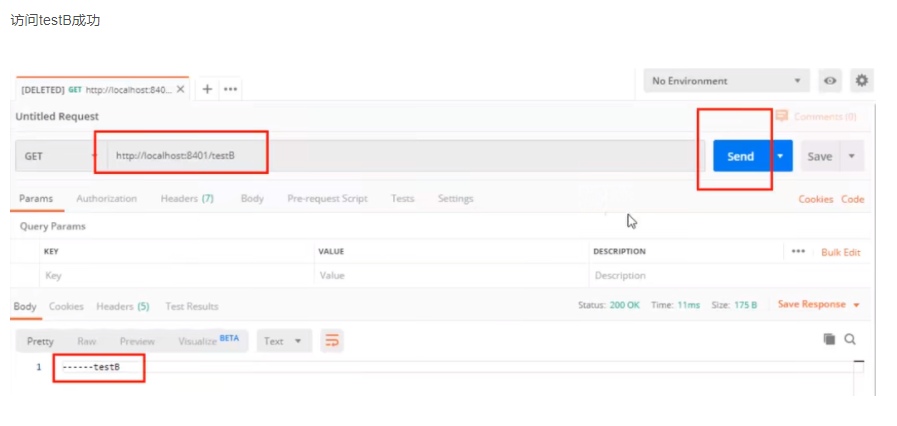 访问testB成功
[DELETED] GET http://localhost:840... ✕ + •••
No Environment
Untitled Request
Comments (0)
GET http://localhost:8401/testB
Send
Save
Params Authorization Headers (7) Body Pre-request Script Tests Settings
Cookies Code
Query Params
KEY VALUE DESCRIPTION ••• Bulk Edit
Key Value Description
Body Cookies Headers (5) Test Results
Status: 200 OK Time: 11ms Size: 175 B Save Response
Pretty Raw Preview Visualize BETA Text
1 ------testB